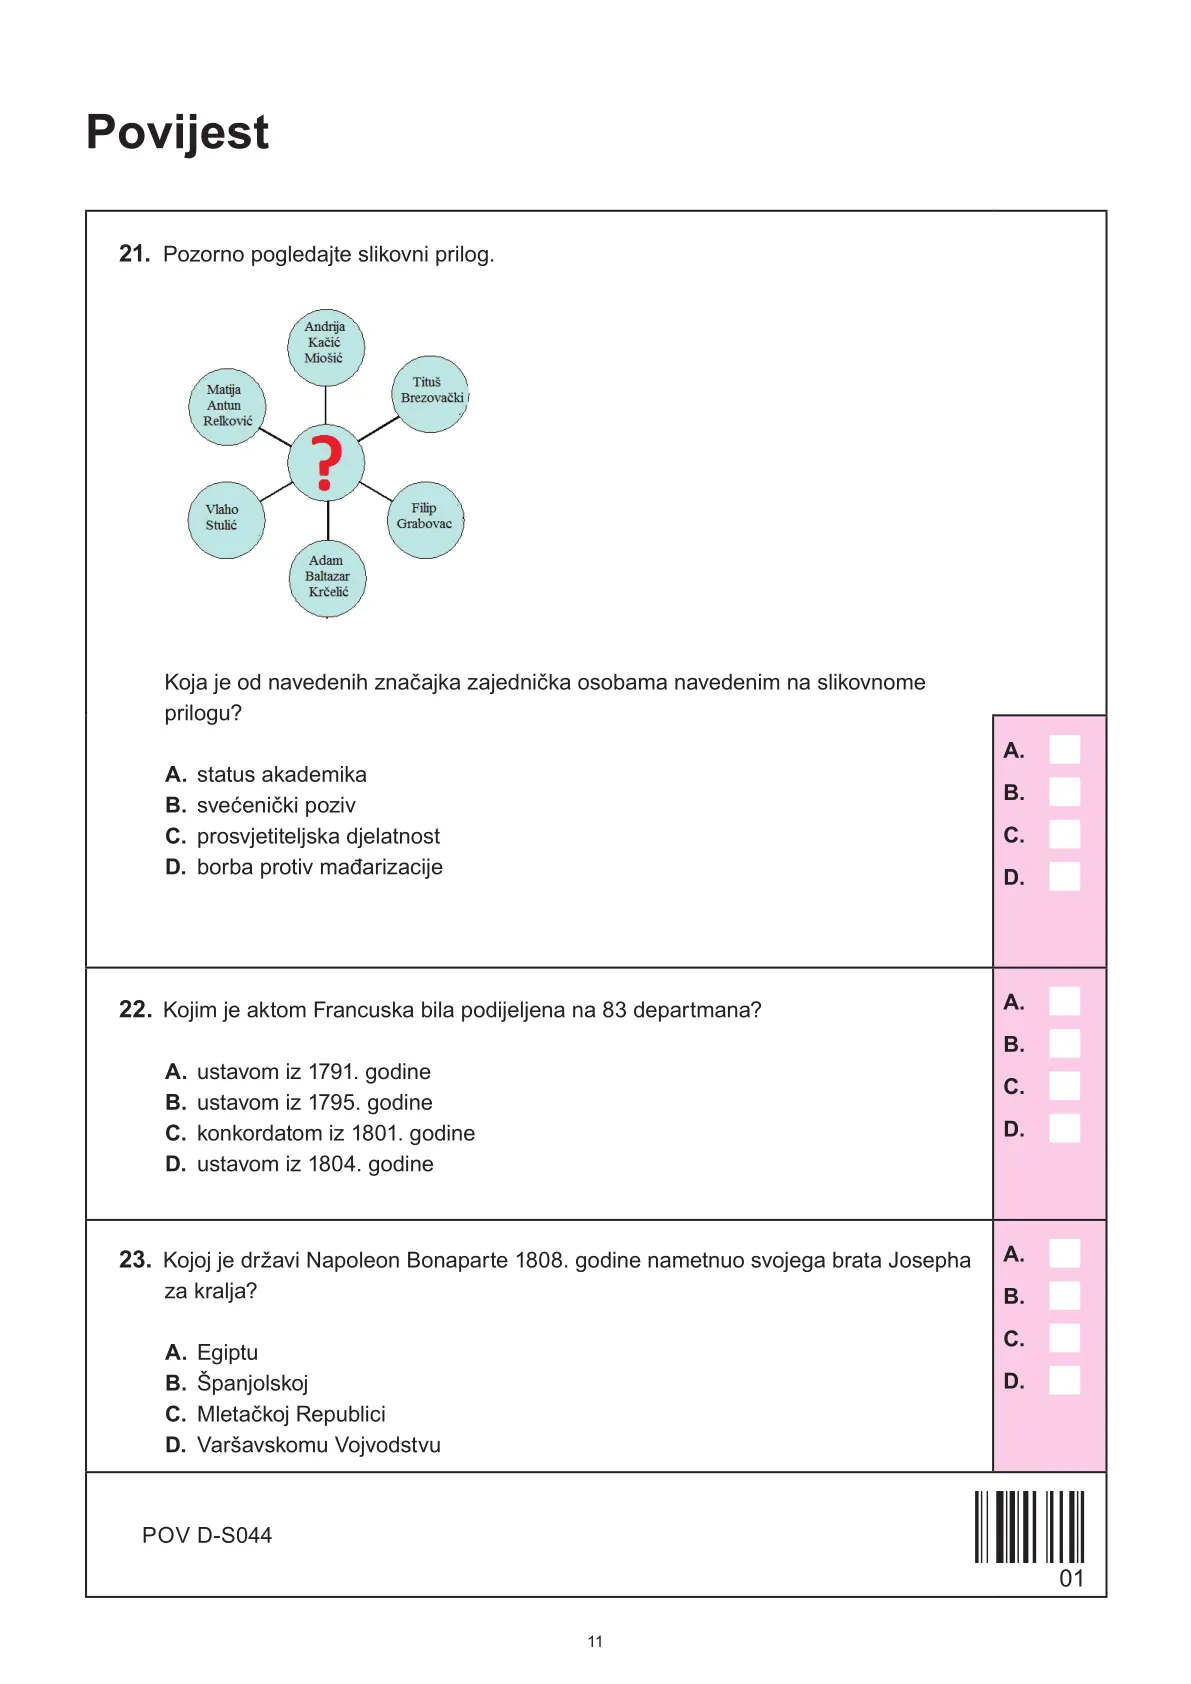 Povijest
21. Pozorno pogledajte slikovni prilog.
Andrija
Kačić
Miošić
Tituš
Brezovački
Matija
Antun
Relković
?
Vlaho
Stulić
Filip
Grabovac
Adam
Baltazar
Krčelić
Koja je od navedenih značajka zajednička osobama navedenim na slikovnome
prilogu?
A. status akademika
B. svećenički poziv
C. prosvjetiteljska djelatnost
D. borba protiv mađarizacije
A.
B.
C.
D.
22. Kojim je aktom Francuska bila podijeljena na 83 departmana?
A. ustavom iz 1791. godine
B. ustavom iz 1795. godine
C. konkordatom iz 1801. godine
D. ustavom iz 1804. godine
A.
B.
C.
D.
23. Kojoj je državi Napoleon Bonaparte 1808. godine nametnuo svojega brata Josepha
za kralja?
A. Egiptu
B. Španjolskoj
C. Mletačkoj Republici
D. Varšavskomu Vojvodstvu
A.
B.
C.
D.
POV D-S044
01
11